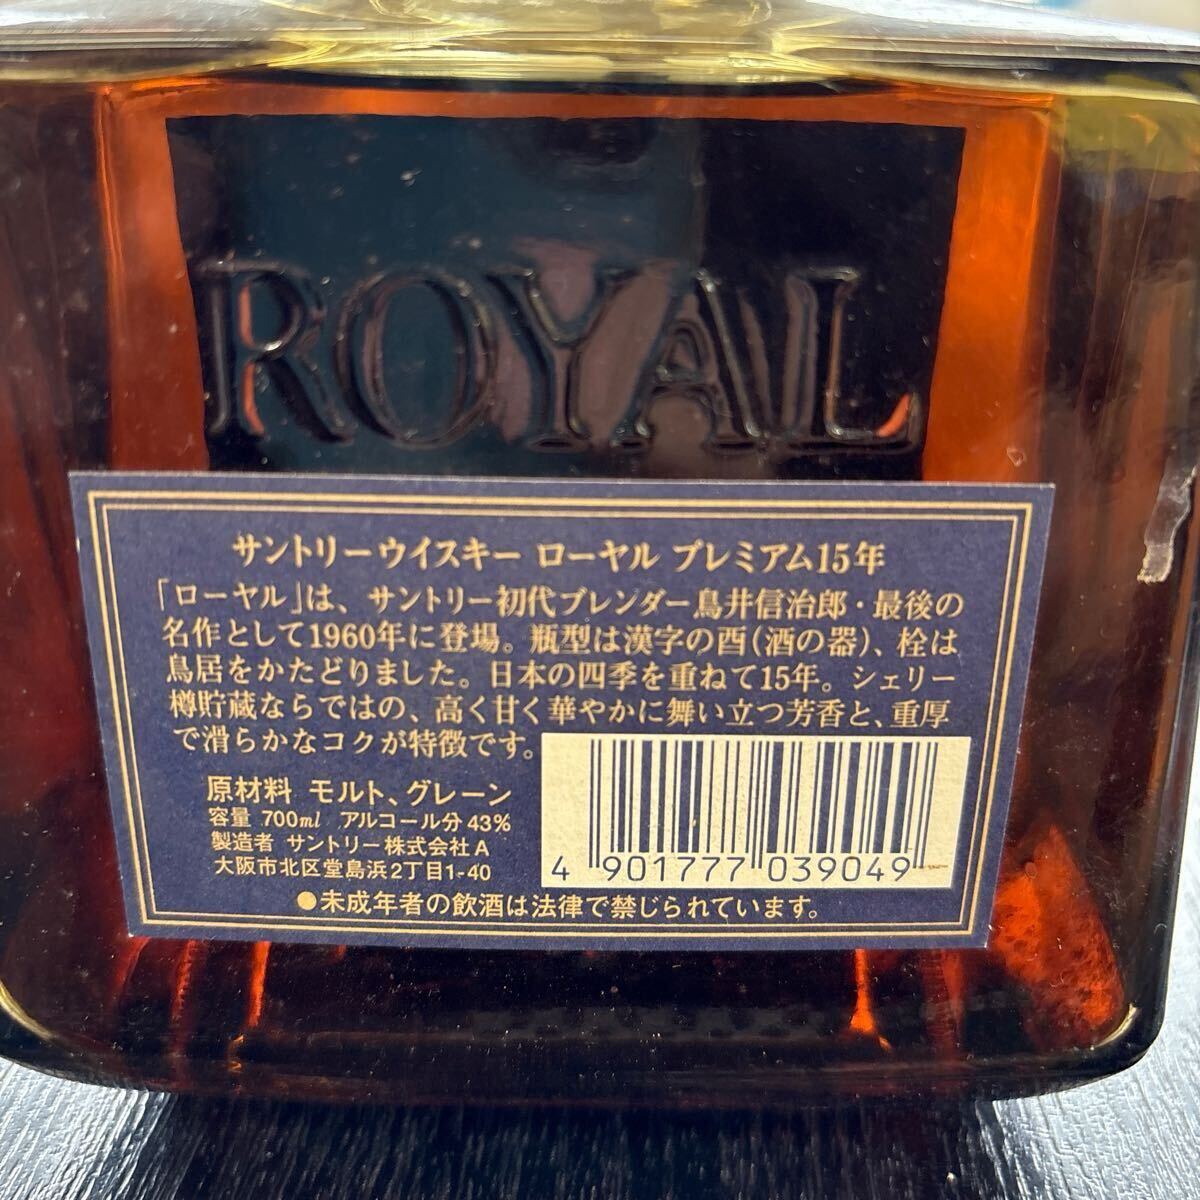 ROYAL
サントリーウイスキー ローヤル プレミアム15年
「ローヤル」は、サントリー初代ブレンダー鳥井信治郎・最後の
名作として1960年に登場。瓶型は漢字の酉(酒の器)、栓は
鳥居をかたどりました。日本の四季を重ねて15年。シェリー
樽貯蔵ならではの、高く甘く華やかに舞い立つ芳香と、重厚
で滑らかなコクが特徴です。
原材料 モルト、グレーン
容量 700ml アルコール分43%
製造者 サントリー株式会社A
大阪市北区堂島浜2丁目1-40
4 901777 039049
●未成年者の飲酒は法律で禁じられています。